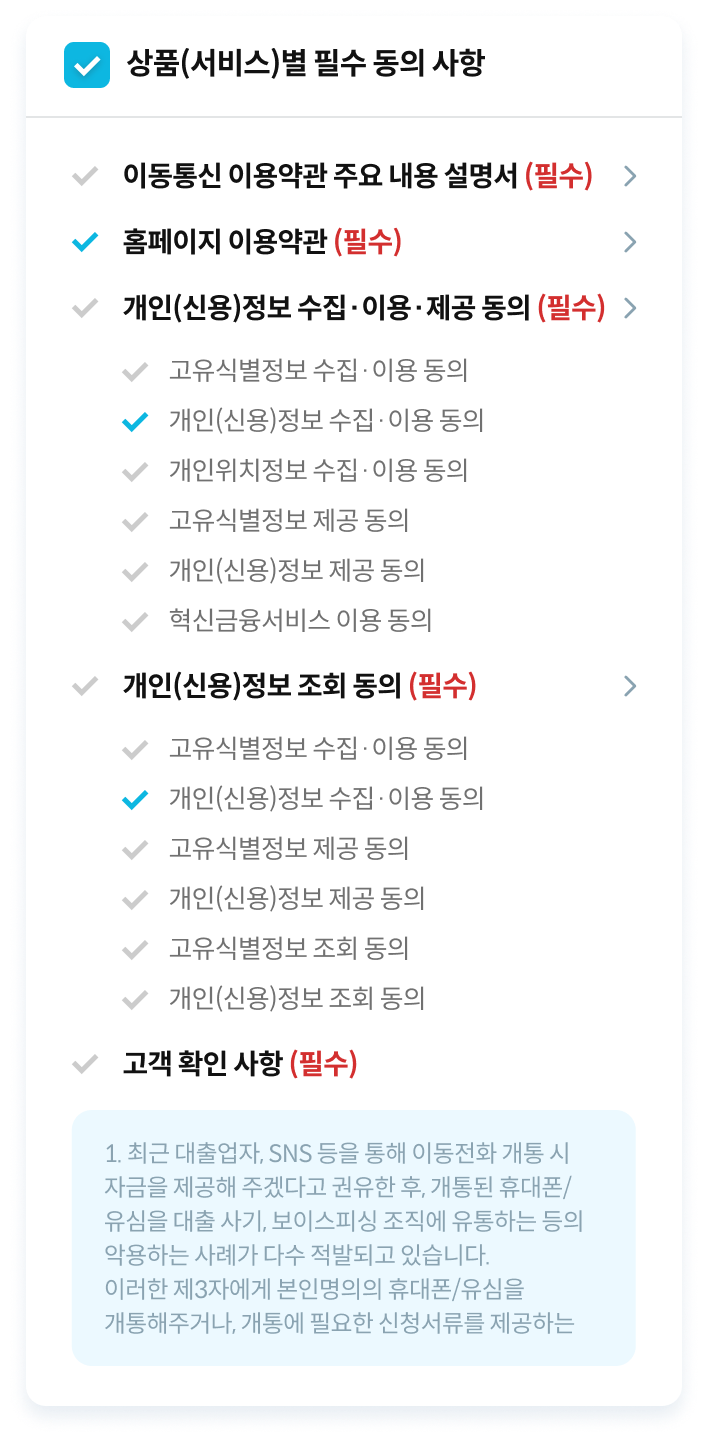 상품(서비스)별 필수 동의 사항
이동통신 이용약관 주요 내용 설명서 (필수)
홈페이지 이용약관 (필수)
개인(신용)정보 수집·이용·제공 동의 (필수)
고유식별정보 수집·이용 동의
개인(신용)정보 수집·이용 동의
개인위치정보 수집·이용 동의
고유식별정보 제공 동의
개인(신용)정보 제공 동의
혁신금융서비스 이용 동의
개인(신용)정보 조회 동의 (필수)
고유식별정보 수집·이용 동의
개인(신용)정보 수집·이용 동의
고유식별정보 제공 동의
개인(신용)정보 제공 동의
고유식별정보 조회 동의
개인(신용)정보 조회 동의
고객 확인 사항 (필수)
1. 최근 대출업자, SNS 등을 통해 이동전화 개통 시
자금을 제공해 주겠다고 권유한 후, 개통된 휴대폰/
유심을 대출 사기, 보이스피싱 조직에 유통하는 등의
악용하는 사례가 다수 적발되고 있습니다.
이러한 제3자에게 본인명의의 휴대폰/유심을
개통해주거나, 개통에 필요한 신청서류를 제공하는